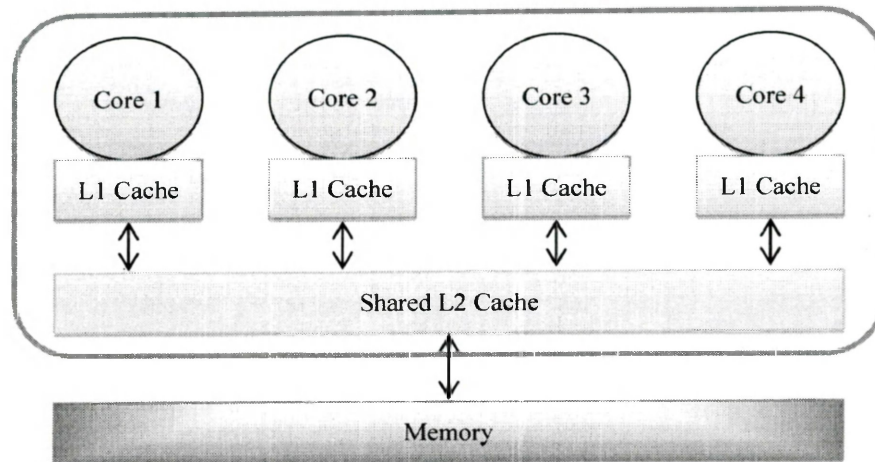 Core 1 Core 2 Core 3 Core 4
L1 Cache L1 Cache L1 Cache L1 Cache
Shared L2 Cache
Memory